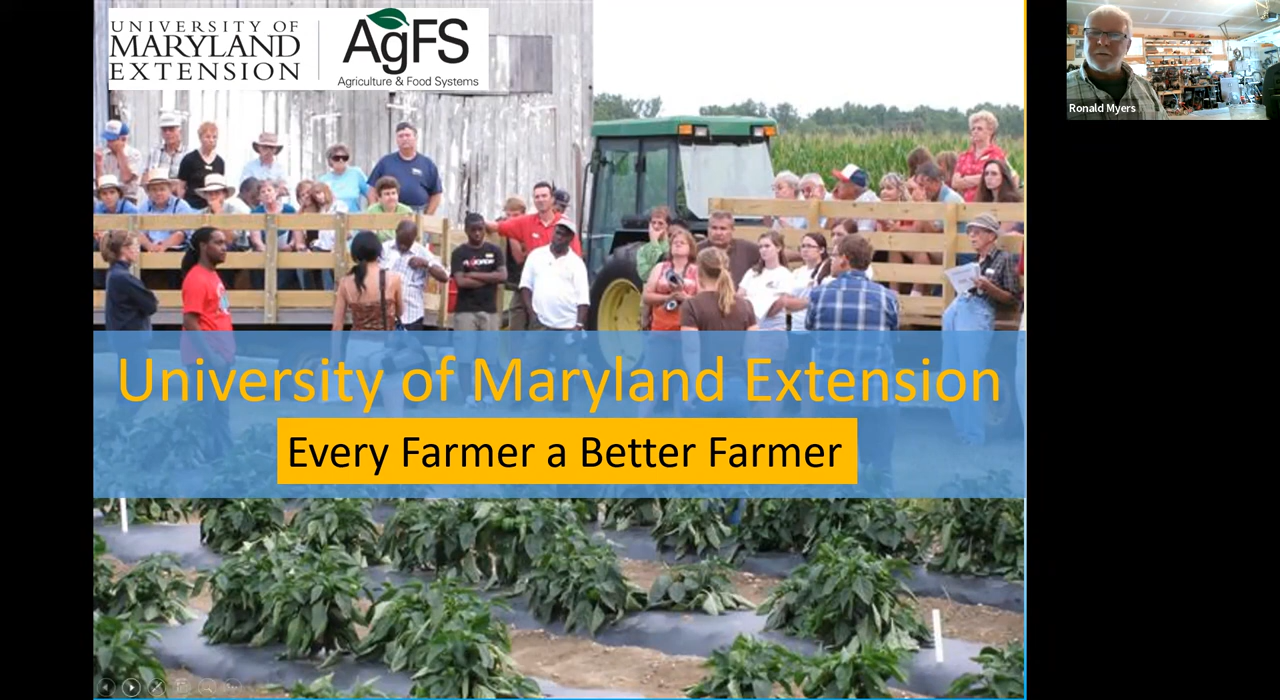 UNIVERSITY OF
MARYLAND
EXTENSION
AgFS
Agriculture & Food Systems
Ronald Myers
University of Maryland Extension
Every Farmer a Better Farmer